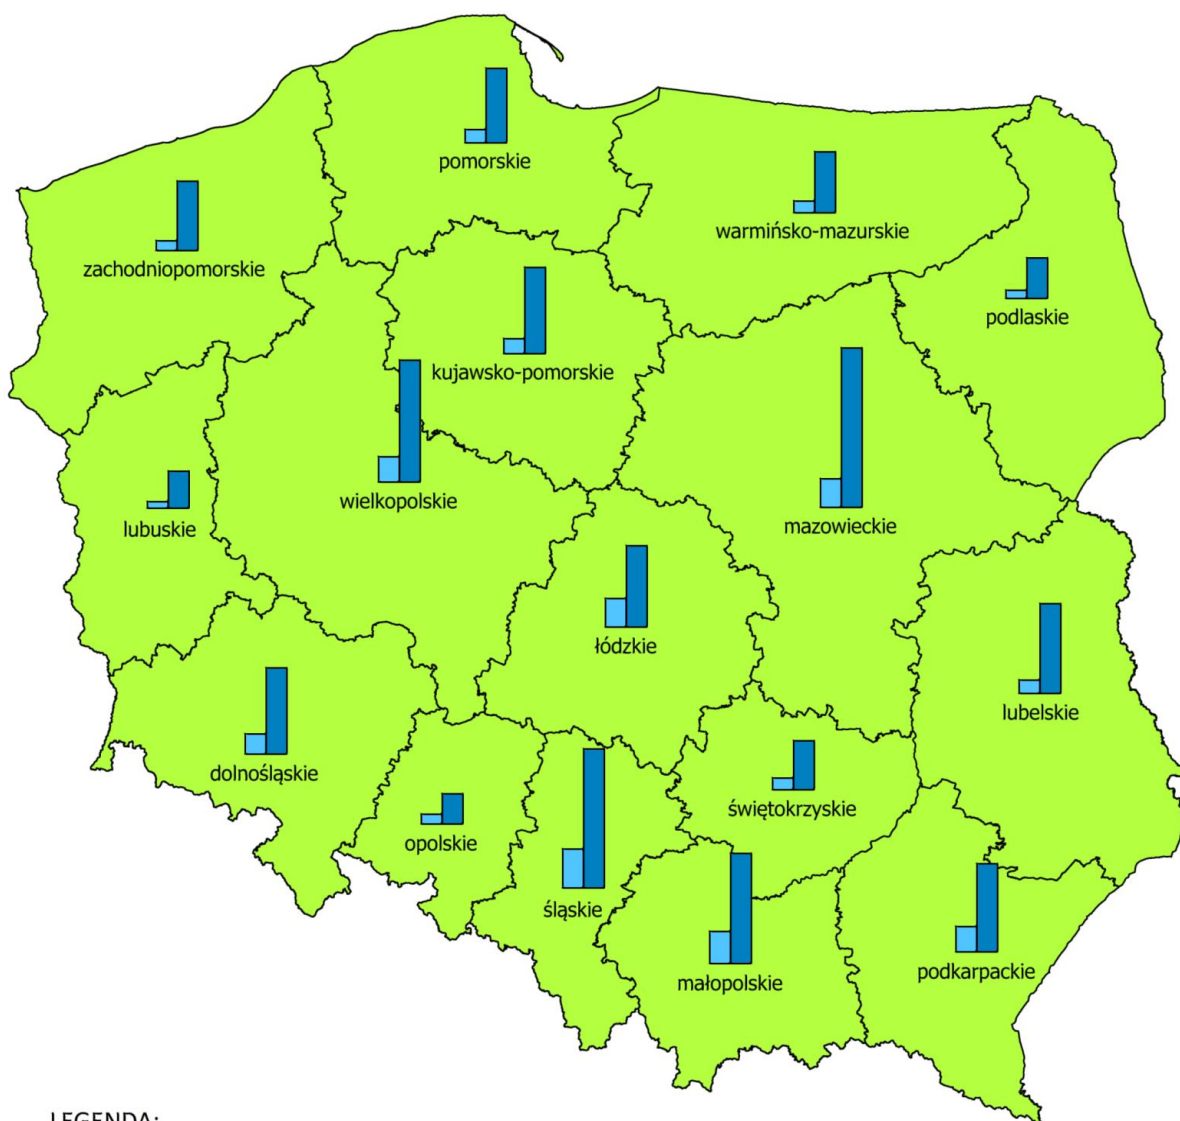 pomorskie
warmińsko-mazurskie
zachodniopomorskie
podlaskie
kujawsko-pomorskie
wielkopolskie
mazowieckie
lubuskie
łódzkie
lubelskie
dolnośląskie
świętokrzyskie
opolskie
śląskie
podkarpackie
małopolskie
LEGENDA: